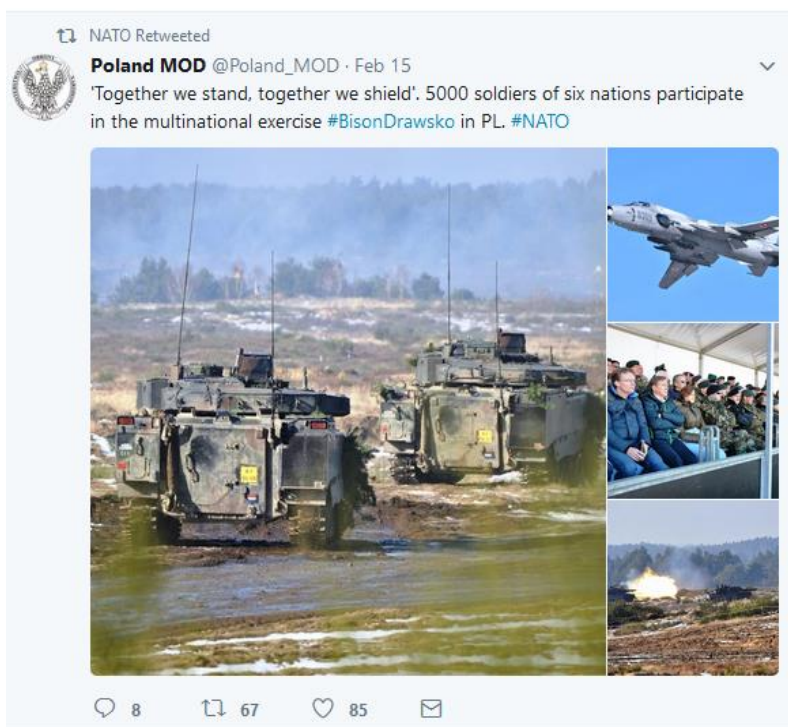 NATO Retweeted
Poland MOD @Poland_MOD · Feb 15
'Together we stand, together we shield'. 5000 soldiers of six nations participate
in the multinational exercise #BisonDrawsko in PL. #NATO
8 67 85